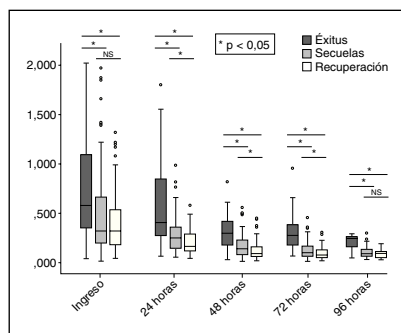 * * * * *
* * * * *
NS * * * NS
* p < 0,05
Éxitus
Secuelas
Recuperación
2,000
1,500
1,000
,500
,000
Ingreso
24 horas
48 horas
72 horas
96 horas